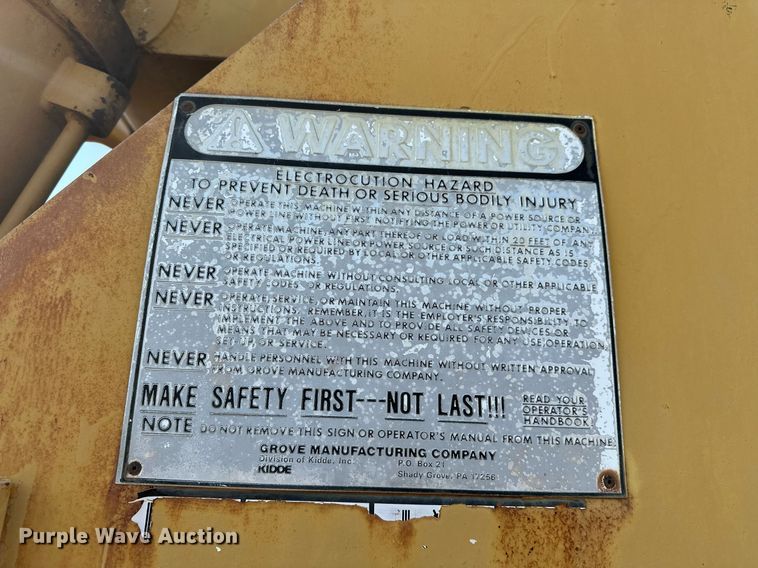 ⚠ WARNING
ELECTROCUTION HAZARD
TO PREVENT DEATH OR SERIOUS BODILY INJURY
NEVER OPERATE THIS MACHINE WITHIN ANY DISTANCE OF A POWER SOURCE OR
POWER LINE WITHOUT FIRST NOTIFYING THE POWER OR UTILITY COMPANY
NEVER OPERATE MACHINE, ANY PART THEREOF OR LOAD WITHIN 20 FEET OF ANY
ELECTRICAL POWER LINE OR POWER SOURCE OR SUCH DISTANCE AS IS
SPECIFIED OR REQUIRED BY LOCAL OR OTHER APPLICABLE SAFETY CODES
OR REGULATIONS.
NEVER OPERATE MACHINE WITHOUT CONSULTING LOCAL OR OTHER APPLICABLE
SAFETY CODES OR REGULATIONS.
NEVER OPERATE, SERVICE, OR MAINTAIN THIS MACHINE WITHOUT PROPER
INSTRUCTIONS. REMEMBER, IT IS THE EMPLOYER'S RESPONSIBILITY TO
IMPLEMENT THE ABOVE AND TO PROVIDE ALL SAFETY DEVICES OR
MEANS THAT MAY BE NECESSARY OR REQUIRED FOR ANY USE, OPERATION,
SET UP, OR SERVICE.
NEVER HANDLE PERSONNEL WITH THIS MACHINE WITHOUT WRITTEN APPROVAL
FROM GROVE MANUFACTURING COMPANY.
MAKE SAFETY FIRST---NOT LAST!!! READ YOUR
OPERATOR'S
HANDBOOK
NOTE DO NOT REMOVE THIS SIGN OR OPERATOR'S MANUAL FROM THIS MACHINE
GROVE MANUFACTURING COMPANY
Division of Kidde, Inc. P.O. Box 21
KIDDE Shady Grove, PA 17256
Purple Wave Auction